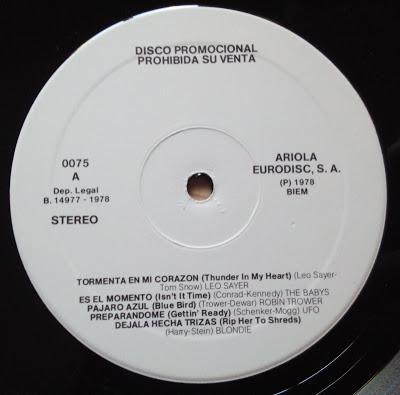 DISCO PROMOCIONAL
PROHIBIDA SU VENTA
0075
A
Dep. Legal
B. 14977 - 1978
STEREO
ARIOLA
EURODISC, S. A.
(P) 1978
BIEM
TORMENTA EN MI CORAZON (Thunder In My Heart) (Leo Sayer-
Tom Snow) LEO SAYER
ES EL MOMENTO (Isn't It Time) (Conrad-Kennedy) THE BABYS
PAJARO AZUL (Blue Bird) (Trower-Dewar) ROBIN TROWER
PREPARANDOME (Gettin' Ready) (Schenker-Mogg) UFO
DEJALA HECHA TRIZAS (Rip Her To Shreds)
(Harry-Stein) BLONDIE